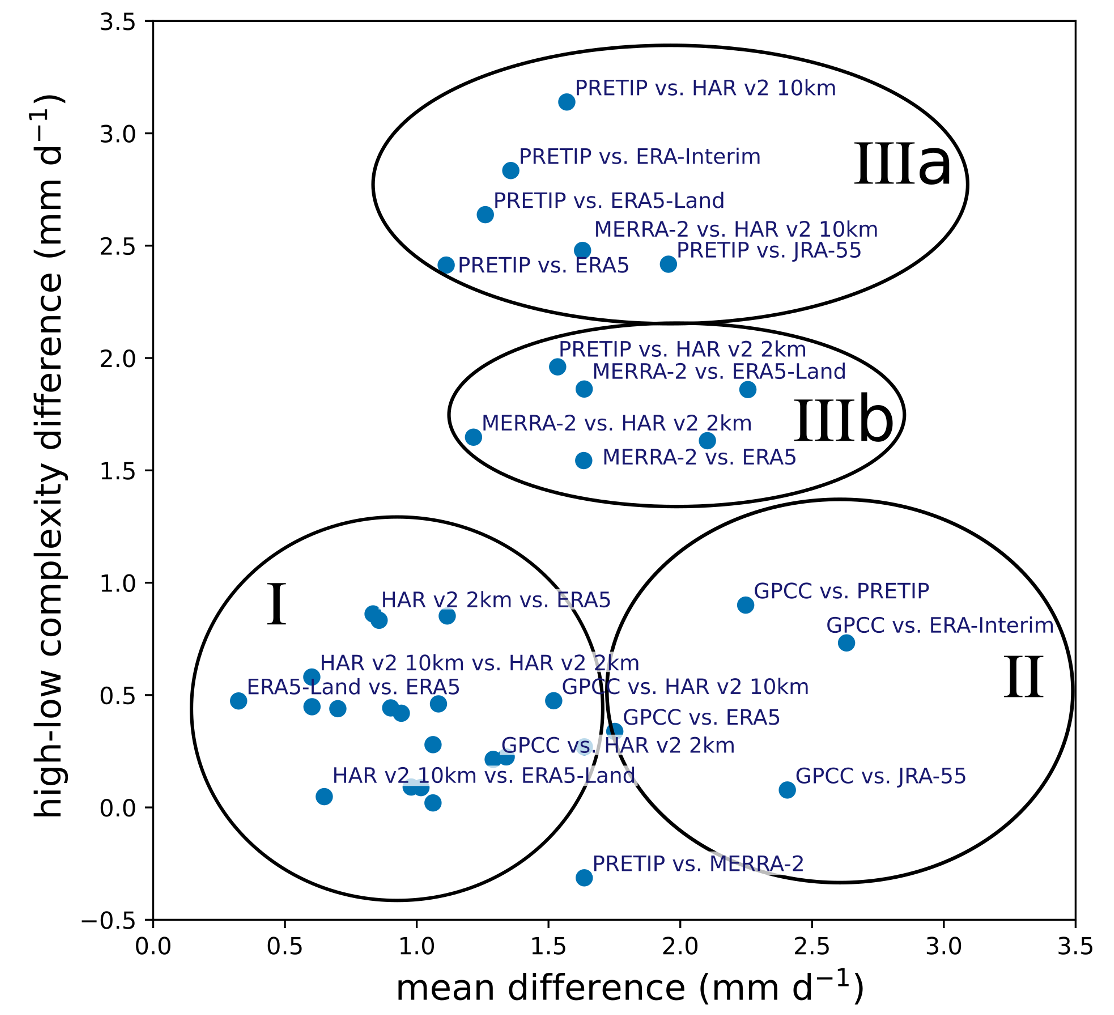 3.5
3.0
2.5
2.0
1.5
1.0
0.5
0.0
−0.5
high-low complexity difference (mm d⁻¹)
PRETIP vs. HAR v2 10km
PRETIP vs. ERA-Interim
IIIa
PRETIP vs. ERA5-Land
MERRA-2 vs. HAR v2 10km
PRETIP vs. JRA-55
PRETIP vs. ERA5
PRETIP vs. HAR v2 2km
MERRA-2 vs. ERA5-Land
MERRA-2 vs. HAR v2 2km
IIIb
MERRA-2 vs. ERA5
I
HAR v2 2km vs. ERA5
GPCC vs. PRETIP
GPCC vs. ERA-Interim
HAR v2 10km vs. HAR v2 2km
II
ERA5-Land vs. ERA5
GPCC vs. HAR v2 10km
GPCC vs. ERA5
GPCC vs. HAR v2 2km
HAR v2 10km vs. ERA5-Land
GPCC vs. JRA-55
PRETIP vs. MERRA-2
0.0 0.5 1.0 1.5 2.0 2.5 3.0 3.5
mean difference (mm d⁻¹)